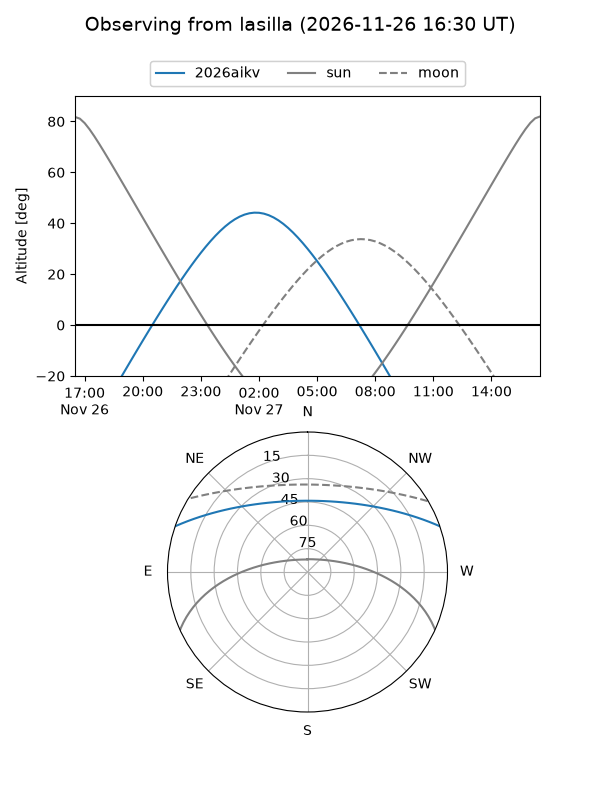 Observing from lasilla (2026-11-26 16:30 UT)
2026aikv sun moon
Altitude [deg]
80
60
40
20
0
−20
17:00 20:00 23:00 02:00 05:00 08:00 11:00 14:00
Nov 26 Nov 27
N
NE NW
15
30
45
60
75
E W
SE SW
S